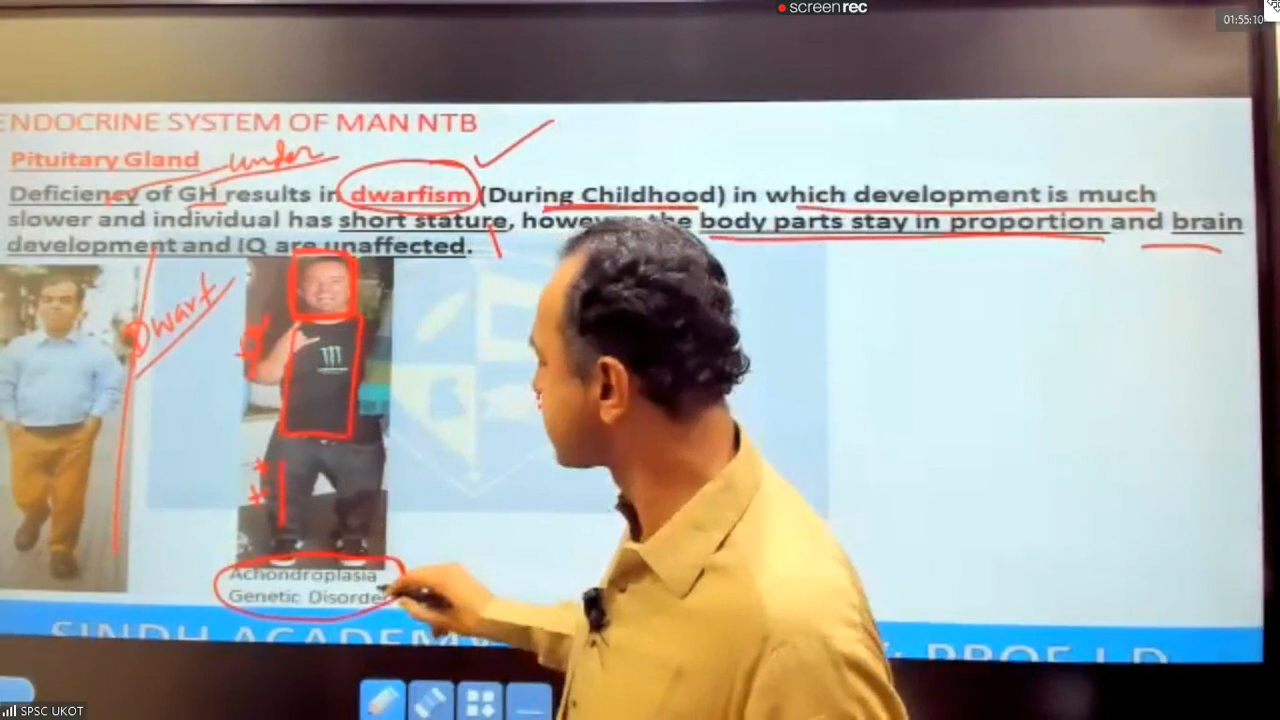 screenrec
01:55:10
ENDOCRINE SYSTEM OF MAN NTB
Pituitary Gland under
Deficiency of GH results in dwarfism (During Childhood) in which development is much
slower and individual has short stature, however the body parts stay in proportion and brain
development and IQ are unaffected.
Dwarf
Achondroplasia
Genetic Disorder
SINDH ACADEMY
PROF J D
SPSC UKOT